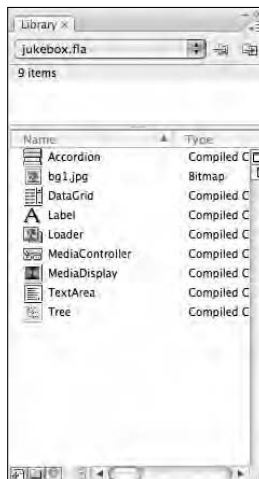 Library ×
jukebox.fla
9 items
Name Type
Accordion Compiled C
bg1.jpg Bitmap
DataGrid Compiled C
Label Compiled C
Loader Compiled C
MediaController Compiled C
MediaDisplay Compiled C
TextArea Compiled C
Tree Compiled C